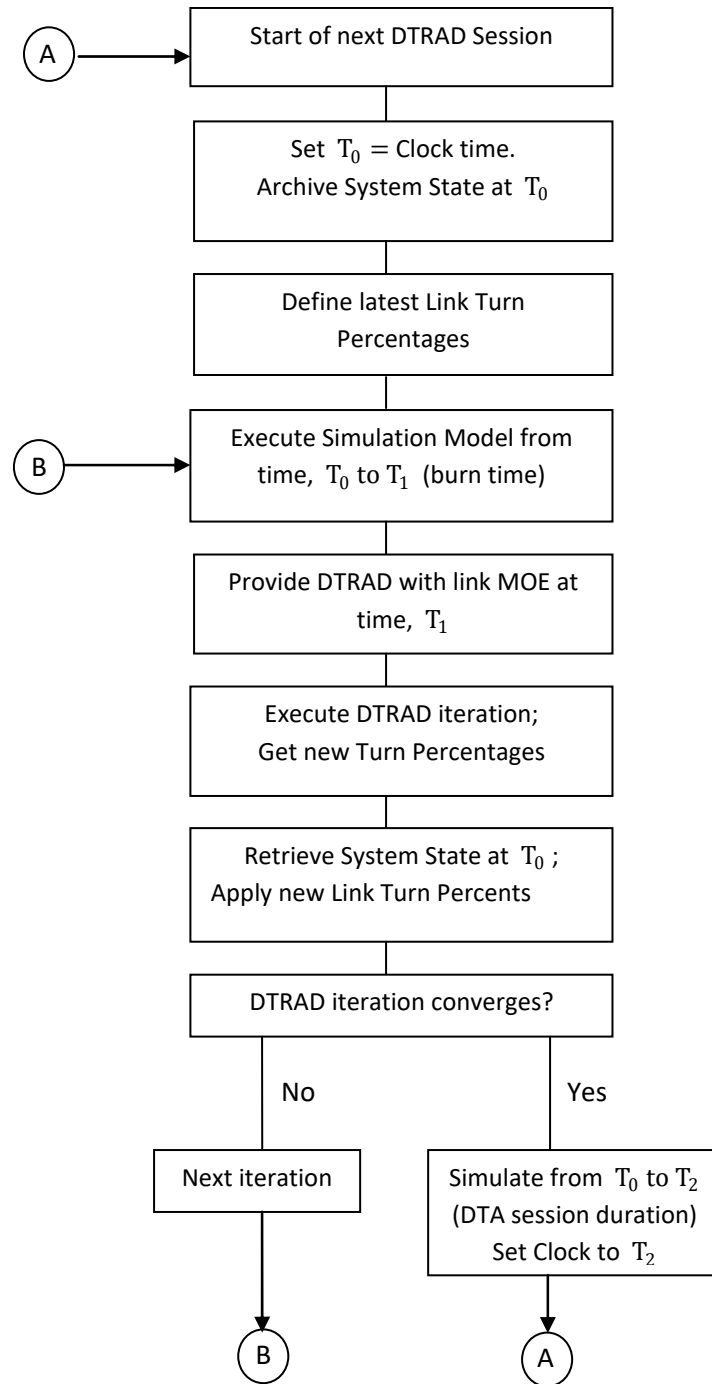 A
Start of next DTRAD Session
Set T₀ = Clock time.
Archive System State at T₀
Define latest Link Turn
Percentages
B
Execute Simulation Model from
time, T₀ to T₁ (burn time)
Provide DTRAD with link MOE at
time, T₁
Execute DTRAD iteration;
Get new Turn Percentages
Retrieve System State at T₀ ;
Apply new Link Turn Percents
DTRAD iteration converges?
No
Yes
Next iteration
Simulate from T₀ to T₂
(DTA session duration)
Set Clock to T₂
B
A